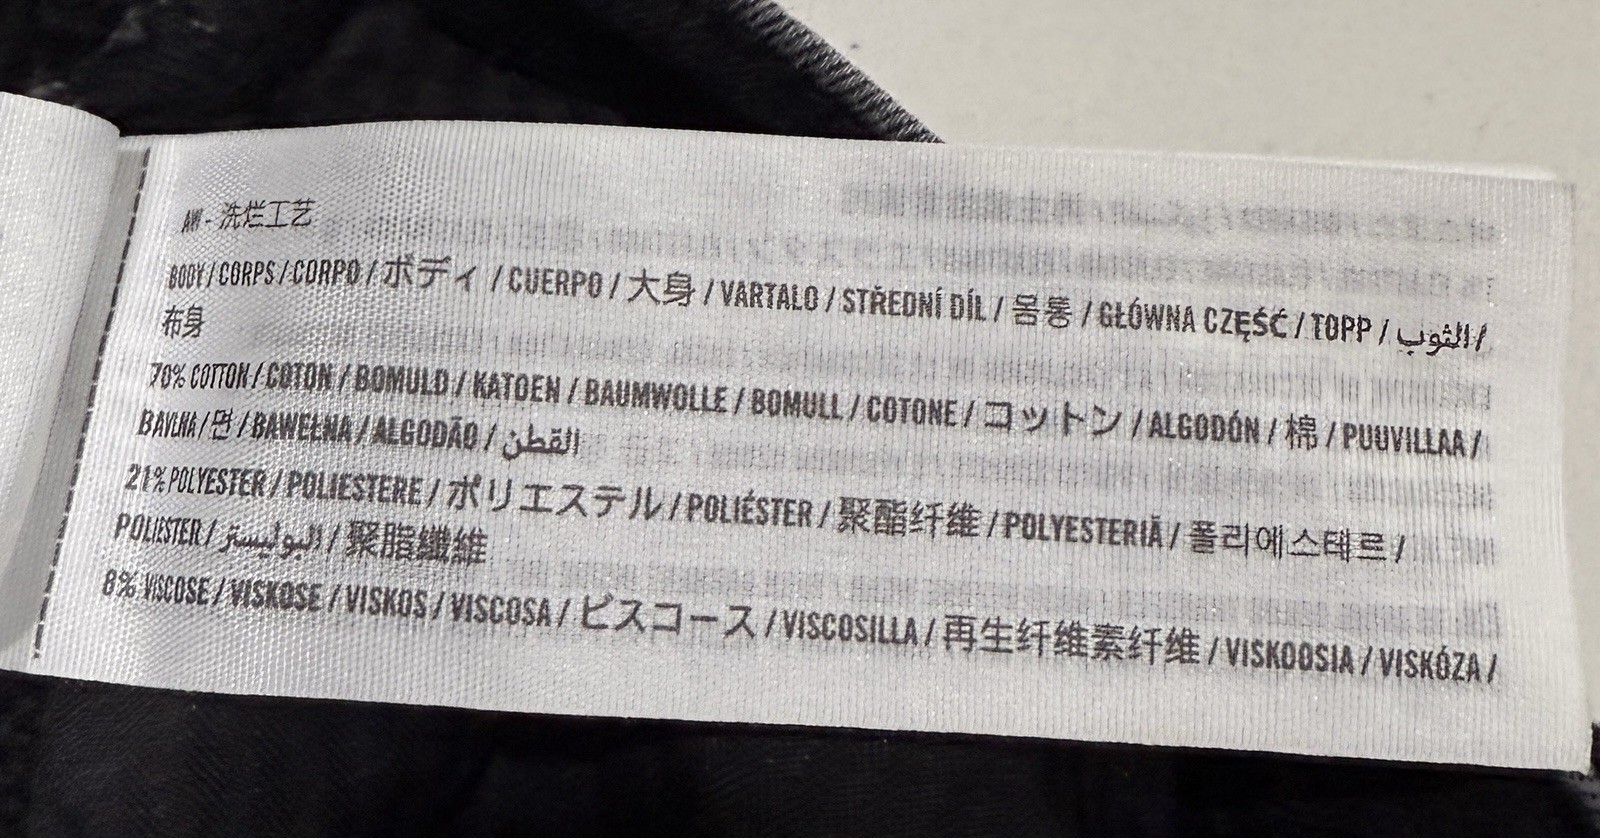 AW - 洗烂工艺
BODY / CORPS / CORPO / ボディ / CUERPO / 大身 / VARTALO / STŘEDNÍ DÍL / 몸통 / GŁÓWNA CZĘŚĆ / TOPP / الثوب /
布身
70% COTTON / COTON / BOMULD / KATOEN / BAUMWOLLE / BOMULL / COTONE / コットン / ALGODÓN / 棉 / PUUVILLAA /
BAVLNA / 면 / BAWEŁNA / ALGODÃO / القطن
21% POLYESTER / POLIESTERE / ポリエステル / POLIÉSTER / 聚酯纤维 / POLYESTERIÄ / 폴리에스테르 /
POLIESTER / البوليستر / 聚脂纖維
8% VISCOSE / VISKOSE / VISKOS / VISCOSA / ビスコース / VISCOSILLA / 再生纤维素纤维 / VISKOOSIA / VISKÓZA /